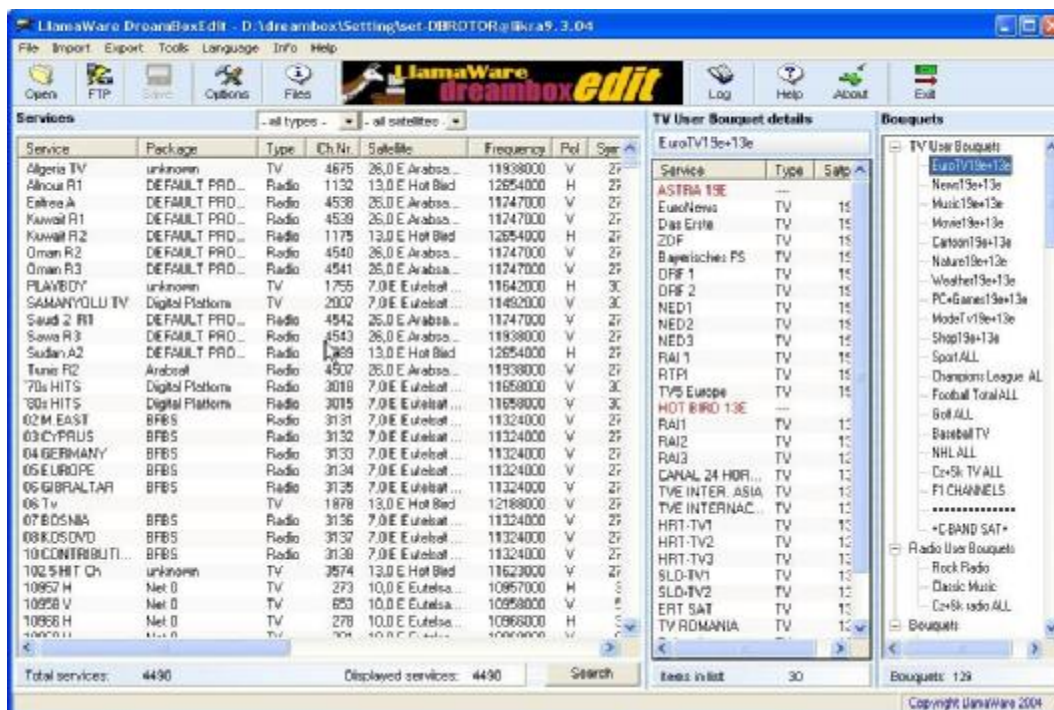 LlamaWare DreamBoxEdit - D:\dreambox\Setting\set-DBROTOR@likra9.3.04
File Import Export Tools Language Info Help
Open FTP Save Options Files LlamaWare dreambox edit Log Help About Exit
Services - all types - - all satellites -
Service Package Type Ch.Nr. Satellite Frequency Pol
Algeria TV unknown TV 4675 26,0 E Arabsa... 11938000 V
Alnour R1 DEFAULT PRO... Radio 1132 13,0 E Hot Bird 12654000 H
Eritrea A DEFAULT PRO... Radio 4538 26,0 E Arabsa... 11747000 V
Kuwait R1 DEFAULT PRO... Radio 4539 26,0 E Arabsa... 11747000 V
Kuwait R2 DEFAULT PRO... Radio 1175 13,0 E Hot Bird 12654000 H
Oman R2 DEFAULT PRO... Radio 4540 26,0 E Arabsa... 11747000 V
Oman R3 DEFAULT PRO... Radio 4541 26,0 E Arabsa... 11747000 V
PLAYBOY unknown TV 1755 7,0 E Eutelsat ... 11642000 H
SAMANYOLU TV Digital Platform TV 2007 7,0 E Eutelsat ... 11492000 V
Saudi 2 R1 DEFAULT PRO... Radio 4542 26,0 E Arabsa... 11747000 V
Sawa R3 DEFAULT PRO... Radio 4543 26,0 E Arabsa... 11938000 V
Sudan A2 DEFAULT PRO... Radio 13,0 E Hot Bird 12654000 H
Tunis R2 Arabsat Radio 4507 26,0 E Arabsa... 11938000 V
'70s HITS Digital Platform Radio 3018 7,0 E Eutelsat ... 11658000 V
'80s HITS Digital Platform Radio 3015 7,0 E Eutelsat ... 11658000 V
02 M.EAST BFBS Radio 3131 7,0 E Eutelsat ... 11324000 V
03 CYPRUS BFBS Radio 3132 7,0 E Eutelsat ... 11324000 V
04 GERMANY BFBS Radio 3133 7,0 E Eutelsat ... 11324000 V
05 EUROPE BFBS Radio 3134 7,0 E Eutelsat ... 11324000 V
06 GIBRALTAR BFBS Radio 3135 7,0 E Eutelsat ... 11324000 V
06 Tv TV 1878 13,0 E Hot Bird 12188000 H
07 BOSNIA BFBS Radio 3136 7,0 E Eutelsat ... 11324000 V
08 KOSOVO BFBS Radio 3137 7,0 E Eutelsat ... 11324000 V
10 CONTRIBUTI... BFBS Radio 3138 7,0 E Eutelsat ... 11324000 V
102.5 HIT Ch unknown TV 3574 13,0 E Hot Bird 11623000 V
10957 H Net 0 TV 273 10,0 E Eutelsa... 10957000 H
10958 V Net 0 TV 653 10,0 E Eutelsa... 10958000 V
10968 H Net 0 TV 278 10,0 E Eutelsa... 10968000 H
Total services: 4490 Displayed services: 4490 Search
TV User Bouquet details
EuroTV19e+13e
Service Type
ASTRA 19E ---
EuroNews TV
Das Erste TV
ZDF TV
Bayerisches FS TV
ORF 1 TV
ORF 2 TV
NED1 TV
NED2 TV
NED3 TV
RAI 1 TV
RTPI TV
TV5 Europe TV
HOT BIRD 13E ---
RAI1 TV
RAI2 TV
RAI3 TV
CANAL 24 HOR... TV
TVE INTER. ASIA TV
TVE INTERNAC... TV
HRT-TV1 TV
HRT-TV2 TV
HRT-TV3 TV
SLO-TV1 TV
SLO-TV2 TV
ERT SAT TV
TV ROMANIA TV
Items in list 30
Bouquets
TV User Bouquets
EuroTV19e+13e
News19e+13e
Music19e+13e
Movie19e+13e
Cartoon19e+13e
Nature19e+13e
Weather19e+13e
PC+Games19e+13e
ModeTv19e+13e
Shop19e+13e
Sport ALL
Champions League AL
Football Total ALL
Golf ALL
Baseball TV
NHL ALL
Cz+Sk TV ALL
F1 CHANNELS
*C-BAND SAT*
Radio User Bouquets
Rock Radio
Classic Music
Cz+Sk radio ALL
Bouquets
Bouquets: 129
Copyright LlamaWare 2004